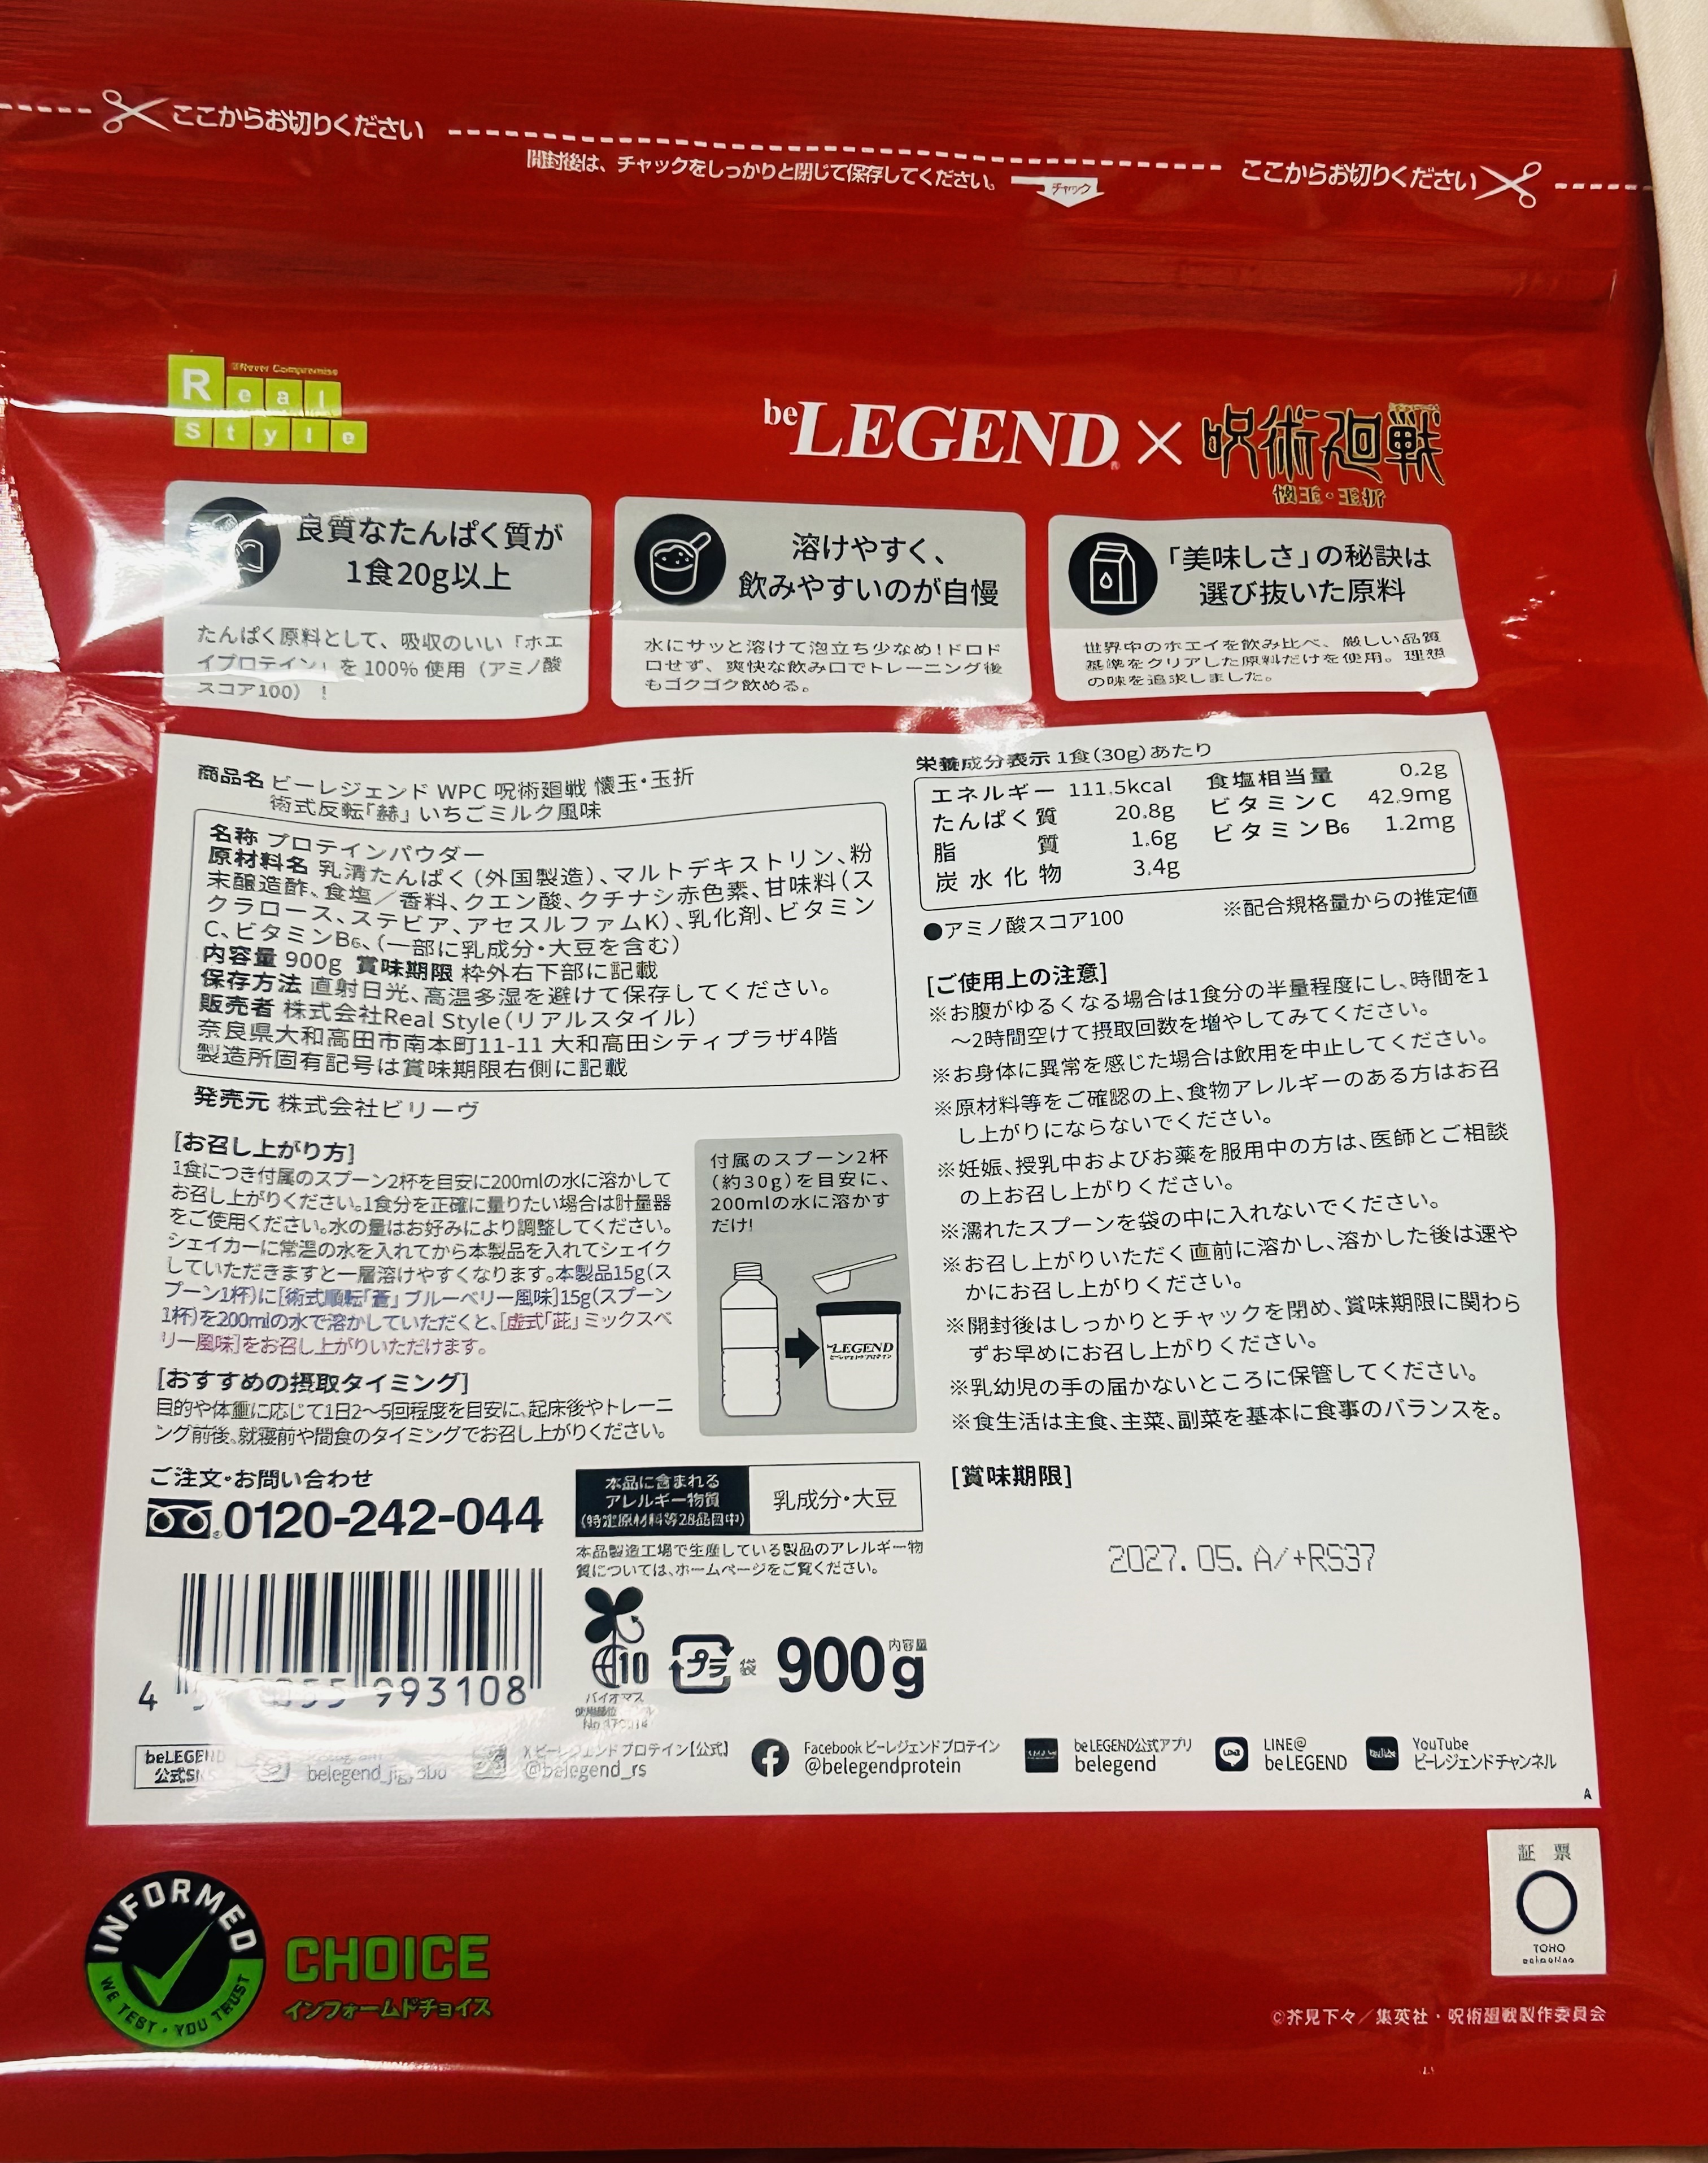 ここからお切りください
開封後は、チャックをしっかりと閉じて保存してください。
チャック
ここからお切りください
Never Compromise
Real
Style
beLEGEND®×呪術廻戦
懐玉・玉折
良質なたんぱく質が
1食20g以上
たんぱく原料として、吸収のいい「ホエ
イプロテイン」を100%使用（アミノ酸
スコア100）！
溶けやすく、
飲みやすいのが自慢
水にサッと溶けて泡立ち少なめ！ドロド
ロせず、爽快な飲み口でトレーニング後
もゴクゴク飲める。
「美味しさ」の秘訣は
選び抜いた原料
世界中のホエイを飲み比べ、厳しい品質
基準をクリアした原料だけを使用。理想
の味を追求しました。
商品名 ビーレジェンド WPC 呪術廻戦 懐玉・玉折
術式反転「赫」いちごミルク風味
名称 プロテインパウダー
原材料名 乳清たんぱく（外国製造）、マルトデキストリン、粉
末醸造酢、食塩／香料、クエン酸、クチナシ赤色素、甘味料（ス
クラロース、ステビア、アセスルファムK）、乳化剤、ビタミン
C、ビタミンB6、（一部に乳成分・大豆を含む）
内容量 900g 賞味期限 枠外右下部に記載
保存方法 直射日光、高温多湿を避けて保存してください。
販売者 株式会社Real Style（リアルスタイル）
奈良県大和高田市南本町11-11 大和高田シティプラザ4階
製造所固有記号は賞味期限右側に記載
発売元 株式会社ビリーヴ
[お召し上がり方]
1食につき付属のスプーン2杯を目安に200mlの水に溶かして
お召し上がりください。1食分を正確に量りたい場合は計量器
をご使用ください。水の量はお好みにより調整してください。
シェイカーに常温の水を入れてから本製品を入れてシェイク
していただきますと一層溶けやすくなります。本製品15g（ス
プーン1杯）に[術式順転「蒼」ブルーベリー風味]15g（スプーン
1杯）を200mlの水で溶かしていただくと、[虚式「茈」ミックスベ
リー風味]をお召し上がりいただけます。
[おすすめの摂取タイミング]
目的や体重に応じて1日2〜5回程度を目安に、起床後やトレーニ
ング前後、就寝前や間食のタイミングでお召し上がりください。
付属のスプーン2杯
（約30g）を目安に、
200mlの水に溶かす
だけ！
beLEGEND
栄養成分表示 1食（30g）あたり
エネルギー 111.5kcal 食塩相当量 0.2g
たんぱく質 20.8g ビタミンC 42.9mg
脂質 1.6g ビタミンB6 1.2mg
炭水化物 3.4g
●アミノ酸スコア100 ※配合規格量からの推定値
[ご使用上の注意]
※お腹がゆるくなる場合は1食分の半量程度にし、時間を1
〜2時間空けて摂取回数を増やしてみてください。
※お身体に異常を感じた場合は飲用を中止してください。
※原材料等をご確認の上、食物アレルギーのある方はお召
し上がりにならないでください。
※妊娠、授乳中およびお薬を服用中の方は、医師とご相談
の上お召し上がりください。
※濡れたスプーンを袋の中に入れないでください。
※お召し上がりいただく直前に溶かし、溶かした後は速や
かにお召し上がりください。
※開封後はしっかりとチャックを閉め、賞味期限に関わら
ずお早めにお召し上がりください。
※乳幼児の手の届かないところに保管してください。
※食生活は主食、主菜、副菜を基本に食事のバランスを。
[賞味期限]
2027.05.A/+RS37
ご注文・お問い合わせ
0120-242-044
本品に含まれる
アレルギー物質
（特定原材料等28品目中）
乳成分・大豆
本品製造工場で生産している製品のアレルギー物
質については、ホームページをご覧ください。
4 993108
10
バイオマス
プラ 袋
内容量
900g
beLEGEND
公式SNS
X ビーレジェンドプロテイン【公式】
@belegend_rs
Facebook ビーレジェンドプロテイン
@belegendprotein
beLEGEND公式アプリ
belegend
LINE@
beLEGEND
YouTube
ビーレジェンドチャンネル
A
INFORMED
WE TEST・YOU TRUST
CHOICE
インフォームドチョイス
証票
TOHO
animation
©芥見下々／集英社・呪術廻戦製作委員会